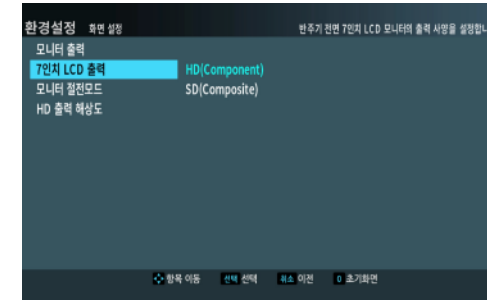 환경설정 화면 설정 반주기 전면 7인치 LCD 모니터의 출력 사양을 설정합니
모니터 출력
7인치 LCD 출력 HD(Component)
모니터 절전모드 SD(Composite)
HD 출력 해상도
항목 이동 선택 선택 취소 이전 0 초기화면